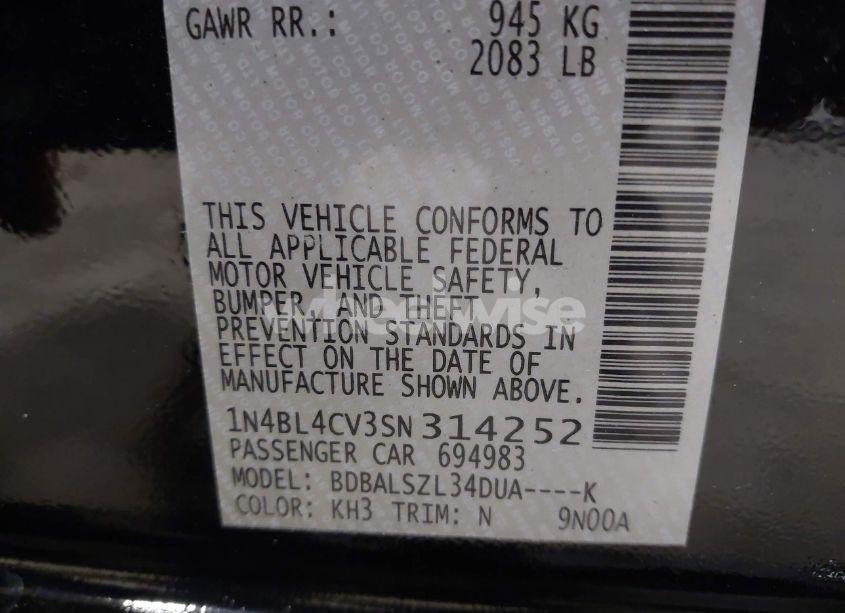 GAWR RR.: 945 KG
2083 LB
THIS VEHICLE CONFORMS TO
ALL APPLICABLE FEDERAL
MOTOR VEHICLE SAFETY,
BUMPER, AND THEFT
PREVENTION STANDARDS IN
EFFECT ON THE DATE OF
MANUFACTURE SHOWN ABOVE.
1N4BL4CV3SN314252
PASSENGER CAR 694983
MODEL: BDBALSZL34DUA----K
COLOR: KH3 TRIM: N 9N00A
wheelwise